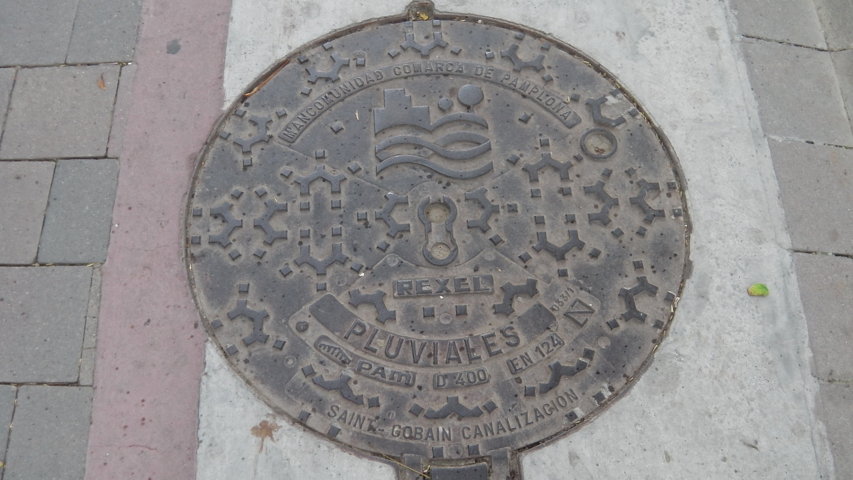 MANCOMUNIDAD COMARCA DE PAMPLONA
REXEL
PLUVIALES
PAM D 400 EN 124
SAINT-GOBAIN CANALIZACION